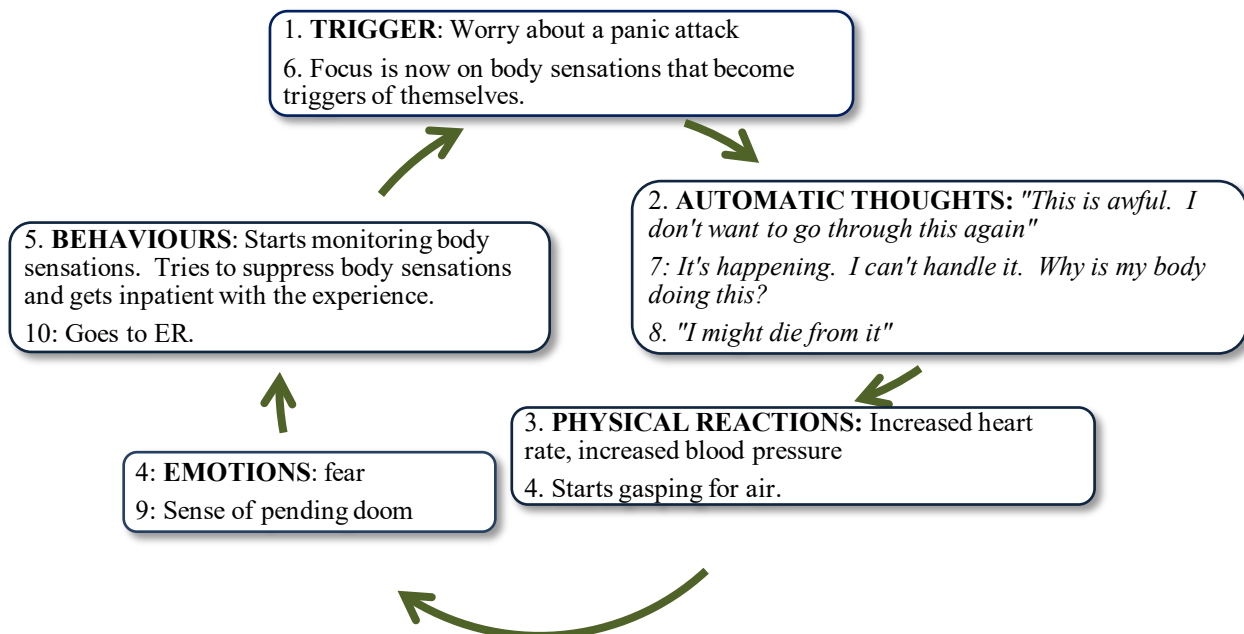 1. TRIGGER: Worry about a panic attack
6. Focus is now on body sensations that become
triggers of themselves.
2. AUTOMATIC THOUGHTS: "This is awful.  I
don't want to go through this again"
7: It's happening.  I can't handle it.  Why is my body
doing this?
8. "I might die from it"
3. PHYSICAL REACTIONS: Increased heart
rate, increased blood pressure
4. Starts gasping for air.
4: EMOTIONS: fear
9: Sense of pending doom
5. BEHAVIOURS: Starts monitoring body
sensations.  Tries to suppress body sensations
and gets inpatient with the experience.
10: Goes to ER.